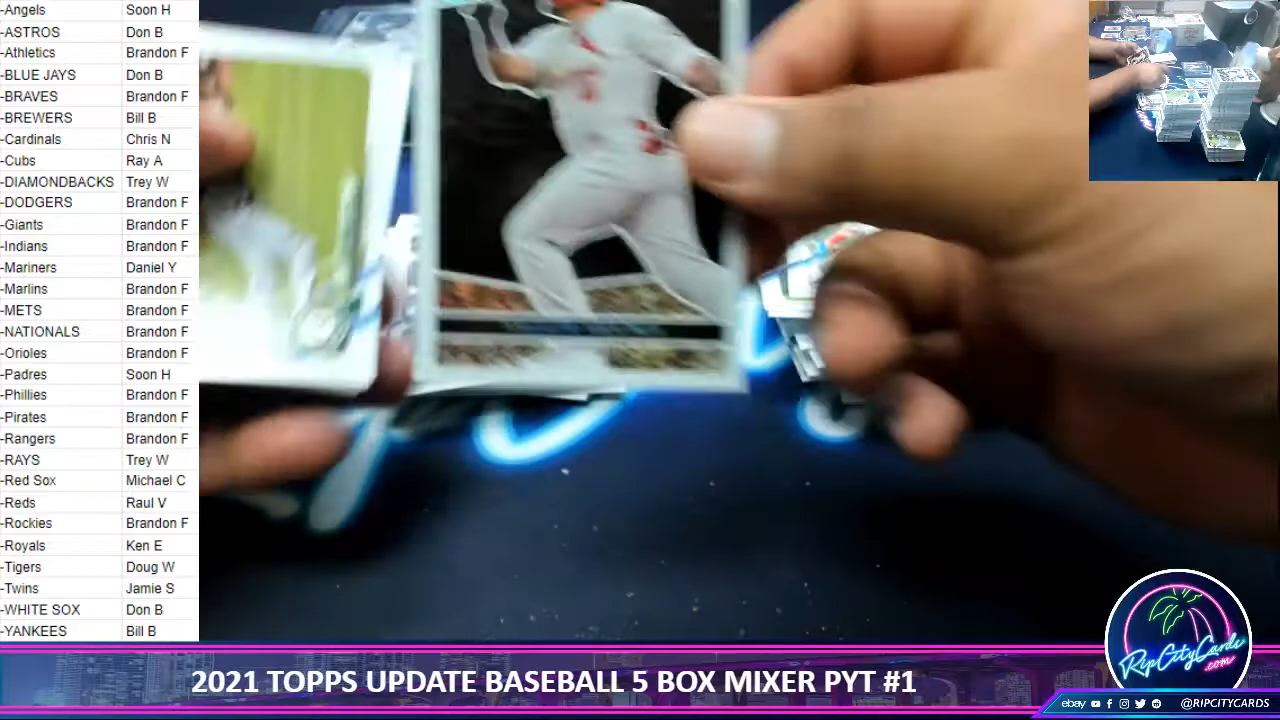 -Angels Soon H
-ASTROS Don B
-Athletics Brandon F
-BLUE JAYS Don B
-BRAVES Brandon F
-BREWERS Bill B
-Cardinals Chris N
-Cubs Ray A
-DIAMONDBACKS Trey W
-DODGERS Brandon F
-Giants Brandon F
-Indians Brandon F
-Mariners Daniel Y
-Marlins Brandon F
-METS Brandon F
-NATIONALS Brandon F
-Orioles Brandon F
-Padres Soon H
-Phillies Brandon F
-Pirates Brandon F
-Rangers Brandon F
-RAYS Trey W
-Red Sox Michael C
-Reds Raul V
-Rockies Brandon F
-Royals Ken E
-Tigers Doug W
-Twins Jamie S
-WHITE SOX Don B
-YANKEES Bill B
RipCityCards
.com
2021 TOPPS UPDATE BASEBALL 5 BOX MIXER PYT #1
ebay @RIPCITYCARDS